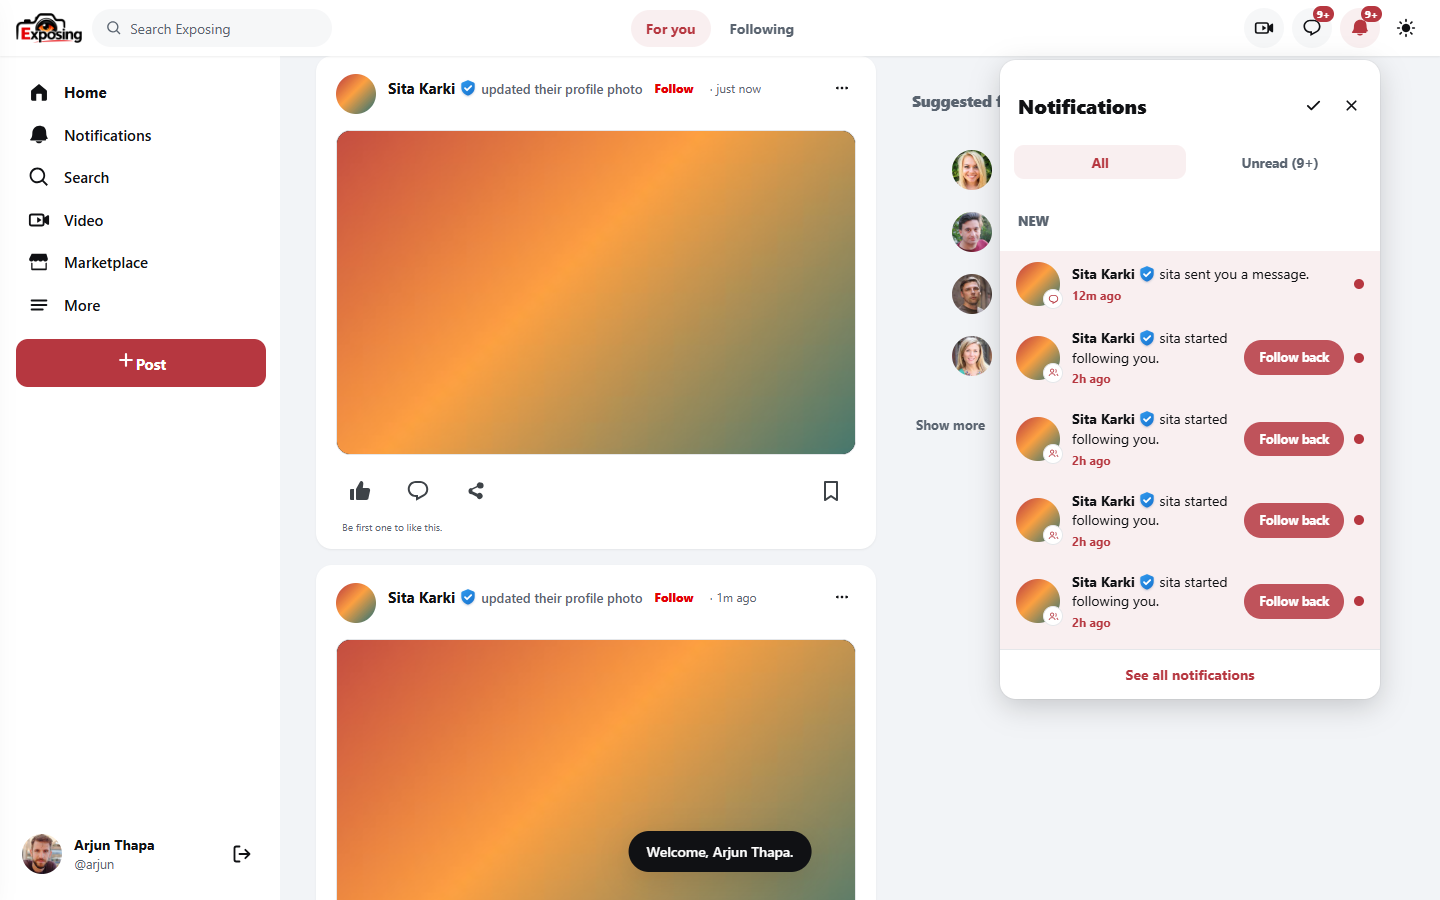 Exposing
Search Exposing
For you
Following
9+
9+
Home
Notifications
Search
Video
Marketplace
More
Post
Arjun Thapa
@arjun
Sita Karki updated their profile photo Follow · just now
Be first one to like this.
Sita Karki updated their profile photo Follow · 1m ago
Welcome, Arjun Thapa.
Suggested f
Show more
Notifications
All
Unread (9+)
NEW
Sita Karki sita sent you a message.
12m ago
Sita Karki sita started
following you.
2h ago
Follow back
Sita Karki sita started
following you.
2h ago
Follow back
Sita Karki sita started
following you.
2h ago
Follow back
Sita Karki sita started
following you.
2h ago
Follow back
See all notifications